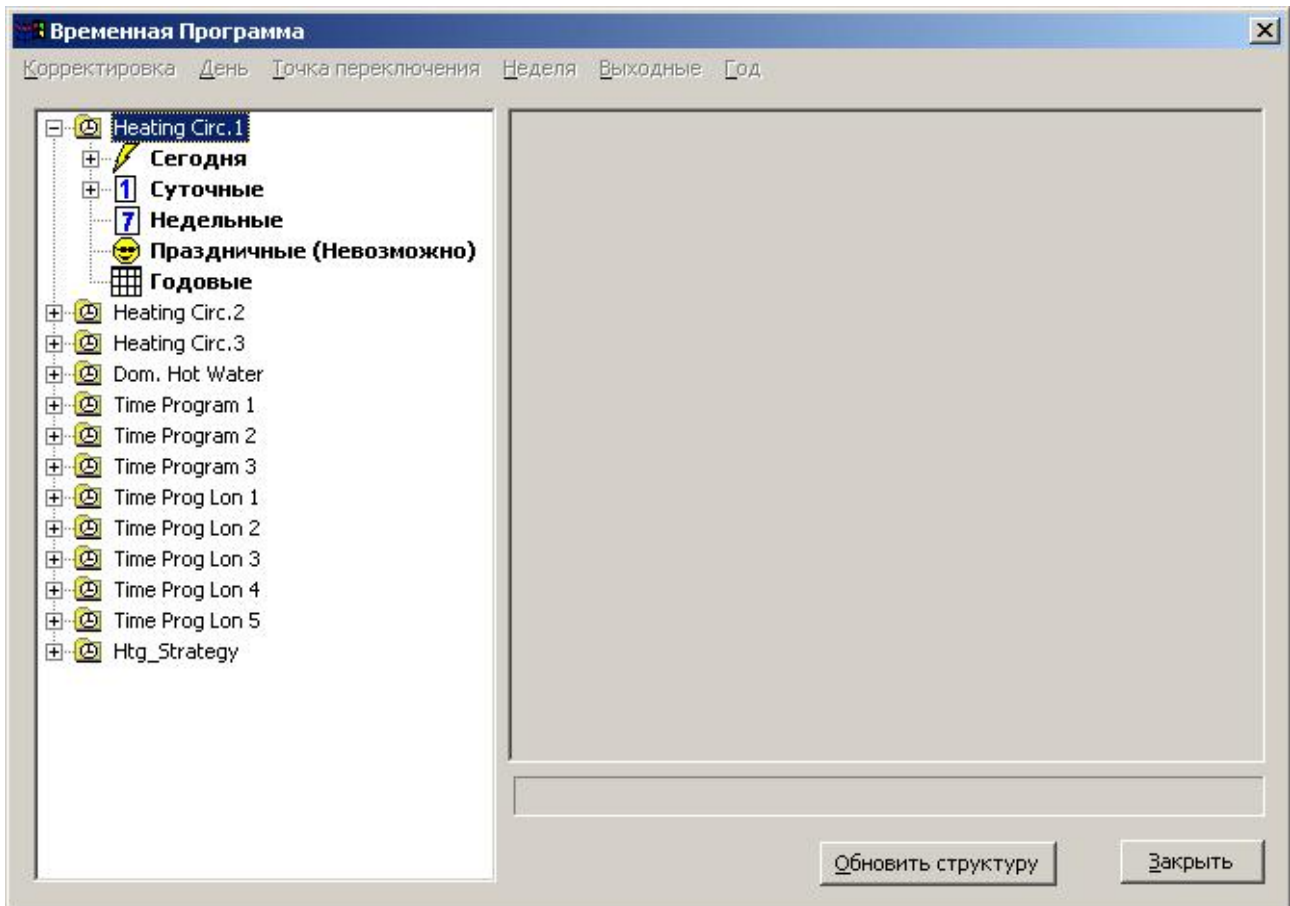 Временная Программа
Корректировка День Точка переключения Неделя Выходные Год
Heating Circ.1
Сегодня
1 Суточные
7 Недельные
Праздничные (Невозможно)
Годовые
Heating Circ.2
Heating Circ.3
Dom. Hot Water
Time Program 1
Time Program 2
Time Program 3
Time Prog Lon 1
Time Prog Lon 2
Time Prog Lon 3
Time Prog Lon 4
Time Prog Lon 5
Htg_Strategy
Обновить структуру Закрыть